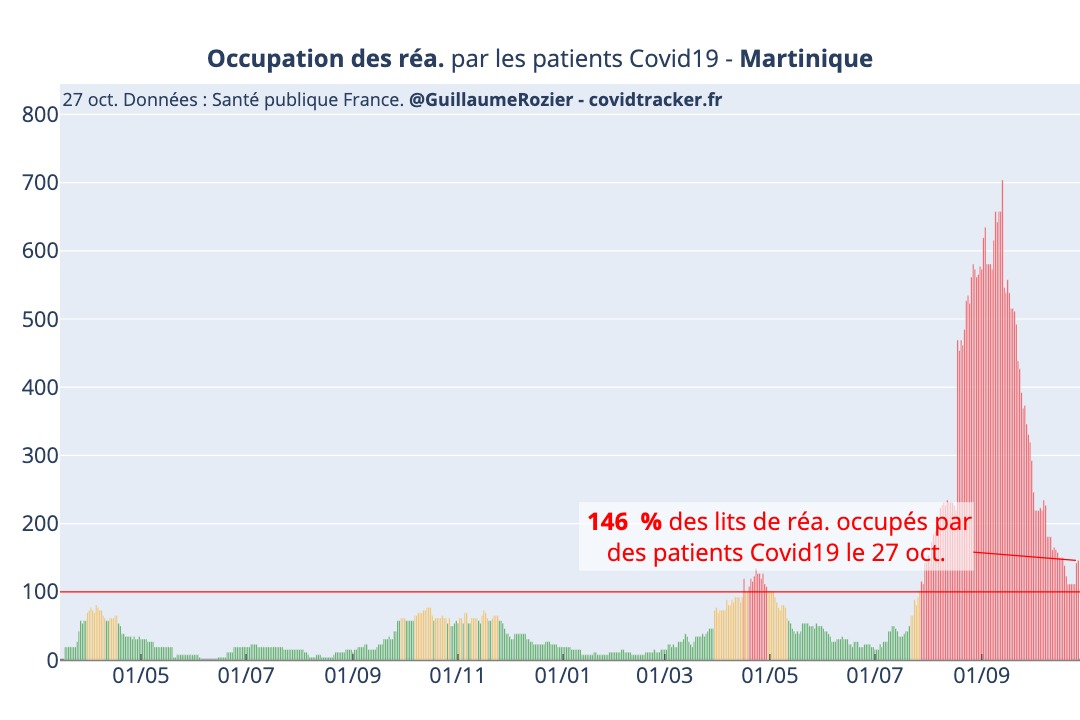 Occupation des réa. par les patients Covid19 - Martinique
27 oct. Données : Santé publique France. @GuillaumeRozier - covidtracker.fr
800
700
600
500
400
300
200
146 % des lits de réa. occupés par
des patients Covid19 le 27 oct.
100
0
01/05 01/07 01/09 01/11 01/01 01/03 01/05 01/07 01/09